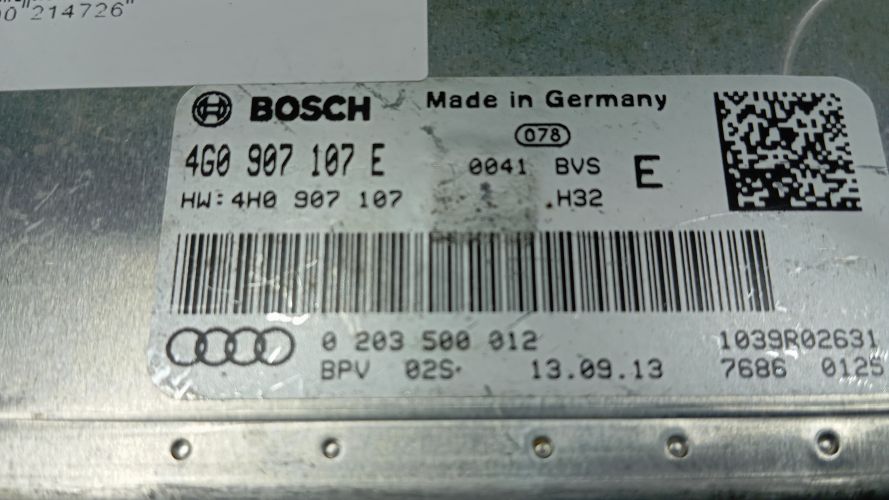 00 214726"
BOSCH Made in Germany
078
4G0 907 107 E 0041 BVS E
HW:4H0 907 107 .H32
0 203 500 012 1039R02631
BPV 02S 13.09.13 7686 0125